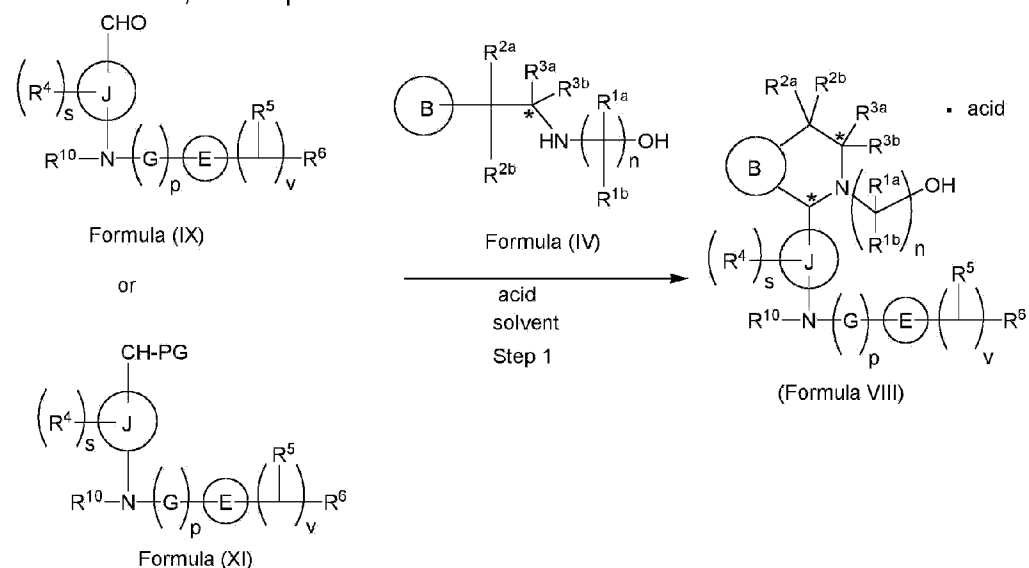 CHO
(R⁴)s J
R⁵
R¹⁰–N–(G)p–E–( )v–R⁶
Formula (IX)
or
CH-PG
(R⁴)s J
R⁵
R¹⁰–N–(G)p–E–( )v–R⁶
Formula (XI)
R²ᵃ
R³ᵃ
B
R³ᵇ
*
R¹ᵃ
HN–( )n–OH
R²ᵇ
R¹ᵇ
Formula (IV)
acid
solvent
Step 1
R²ᵃ R²ᵇ
R³ᵃ
· acid
*
R³ᵇ
B
* N
R¹ᵃ
OH
R¹ᵇ
n
(R⁴)s J
R⁵
R¹⁰–N–(G)p–E–( )v–R⁶
(Formula VIII)